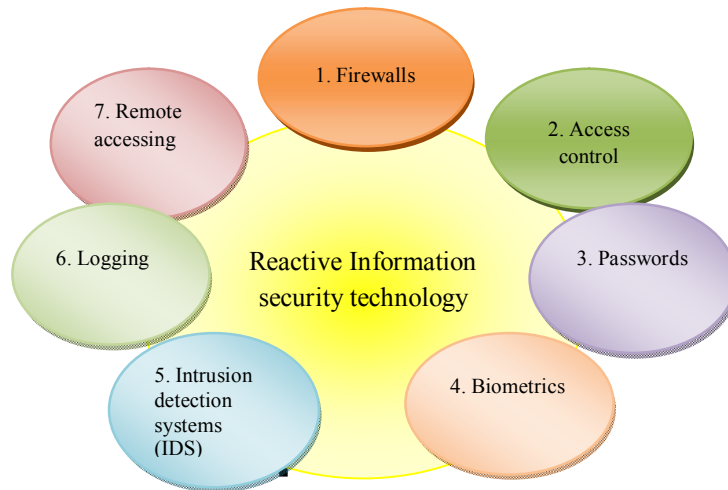 1. Firewalls
2. Access
control
3. Passwords
4. Biometrics
5. Intrusion
detection
systems
(IDS)
6. Logging
7. Remote
accessing
Reactive Information
security technology